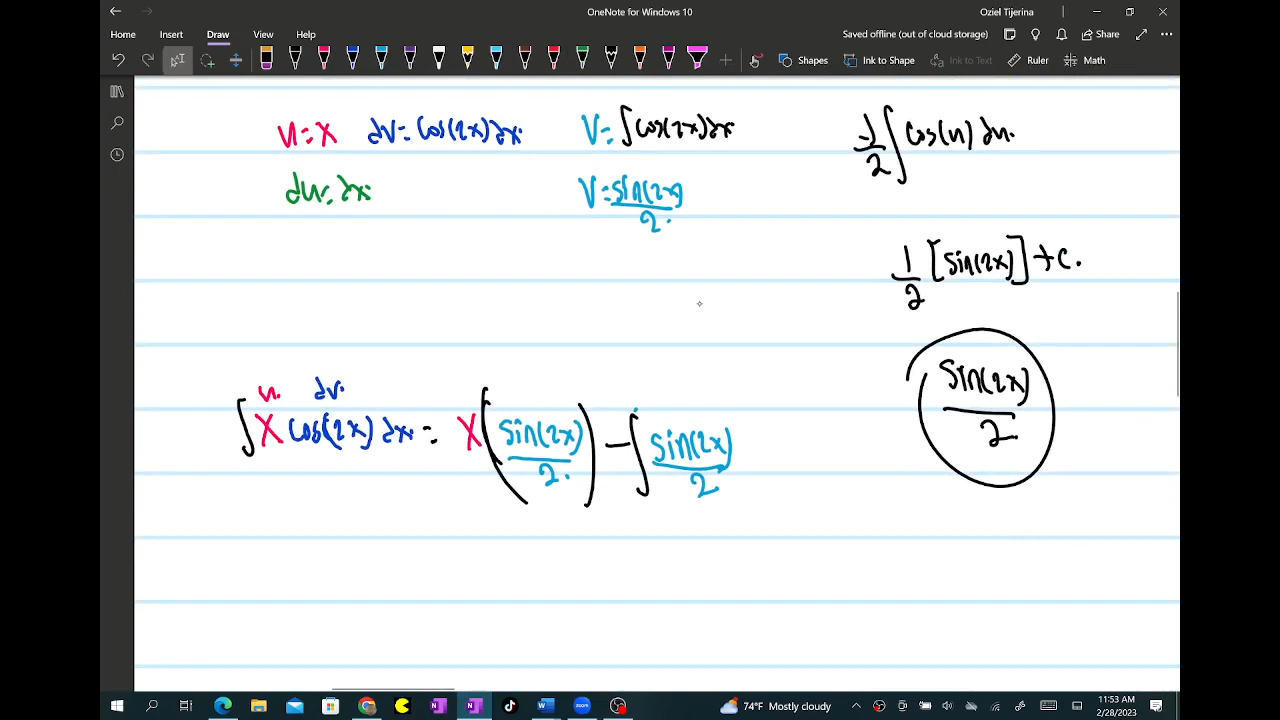 OneNote for Windows 10
Oziel Tijerina
Home Insert Draw View Help
Saved offline (out of cloud storage)
Share
Shapes
Ink to Shape
Ink to Text
Ruler
Math
u=x dv=cos(2x)dx. v=∫cos(2x)dx. 1/2 ∫cos(u)du.
du=dx v=sin(2x)/2.
1/2 [sin(2x)]+c.
sin(2x)/2.
u. dv.
∫x cos(2x)dx = x(sin(2x)/2.) - ∫sin(2x)/2
74°F Mostly cloudy
11:53 AM
2/28/2023